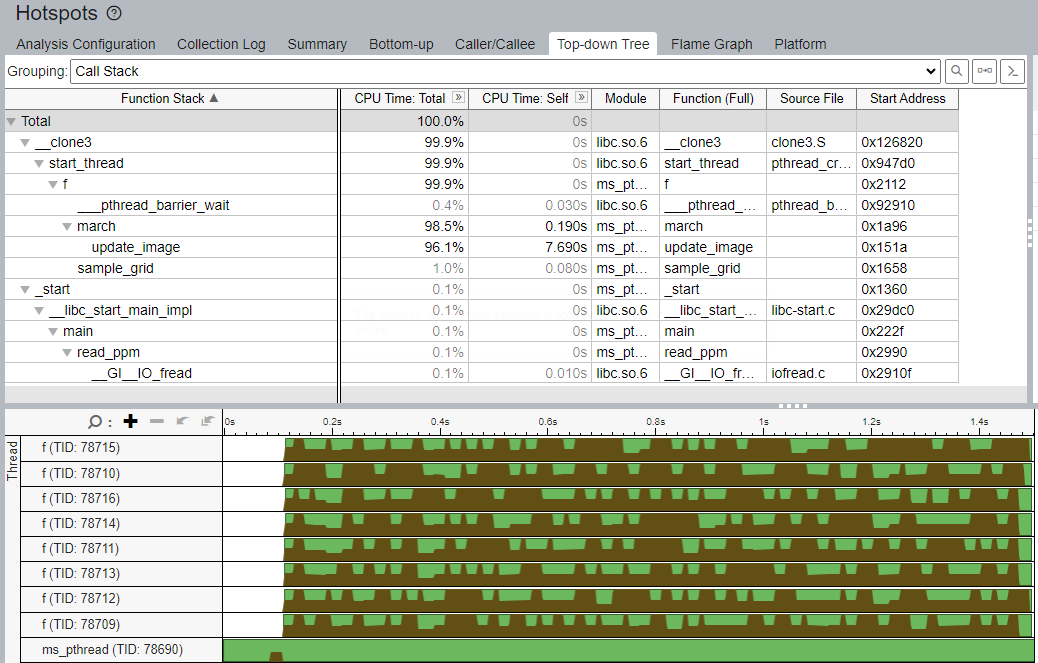 Hotspots ?
Analysis Configuration Collection Log Summary Bottom-up Caller/Callee Top-down Tree Flame Graph Platform
Grouping: Call Stack
Function Stack ▲ CPU Time: Total » CPU Time: Self » Module Function (Full) Source File Start Address
Total 100.0% 0s
__clone3 99.9% 0s libc.so.6 __clone3 clone3.S 0x126820
start_thread 99.9% 0s libc.so.6 start_thread pthread_cr... 0x947d0
f 99.9% 0s ms_pt... f 0x2112
___pthread_barrier_wait 0.4% 0.030s libc.so.6 ___pthread_... pthread_b... 0x92910
march 98.5% 0.190s ms_pt... march 0x1a96
update_image 96.1% 7.690s ms_pt... update_image 0x151a
sample_grid 1.0% 0.080s ms_pt... sample_grid 0x1658
_start 0.1% 0s ms_pt... _start 0x1360
__libc_start_main_impl 0.1% 0s libc.so.6 __libc_start_... libc-start.c 0x29dc0
main 0.1% 0s ms_pt... main 0x222f
read_ppm 0.1% 0s ms_pt... read_ppm 0x2990
__GI__IO_fread 0.1% 0.010s libc.so.6 __GI__IO_fr... iofread.c 0x2910f
0s 0.2s 0.4s 0.6s 0.8s 1s 1.2s 1.4s
Thread
f (TID: 78715)
f (TID: 78710)
f (TID: 78716)
f (TID: 78714)
f (TID: 78711)
f (TID: 78713)
f (TID: 78712)
f (TID: 78709)
ms_pthread (TID: 78690)